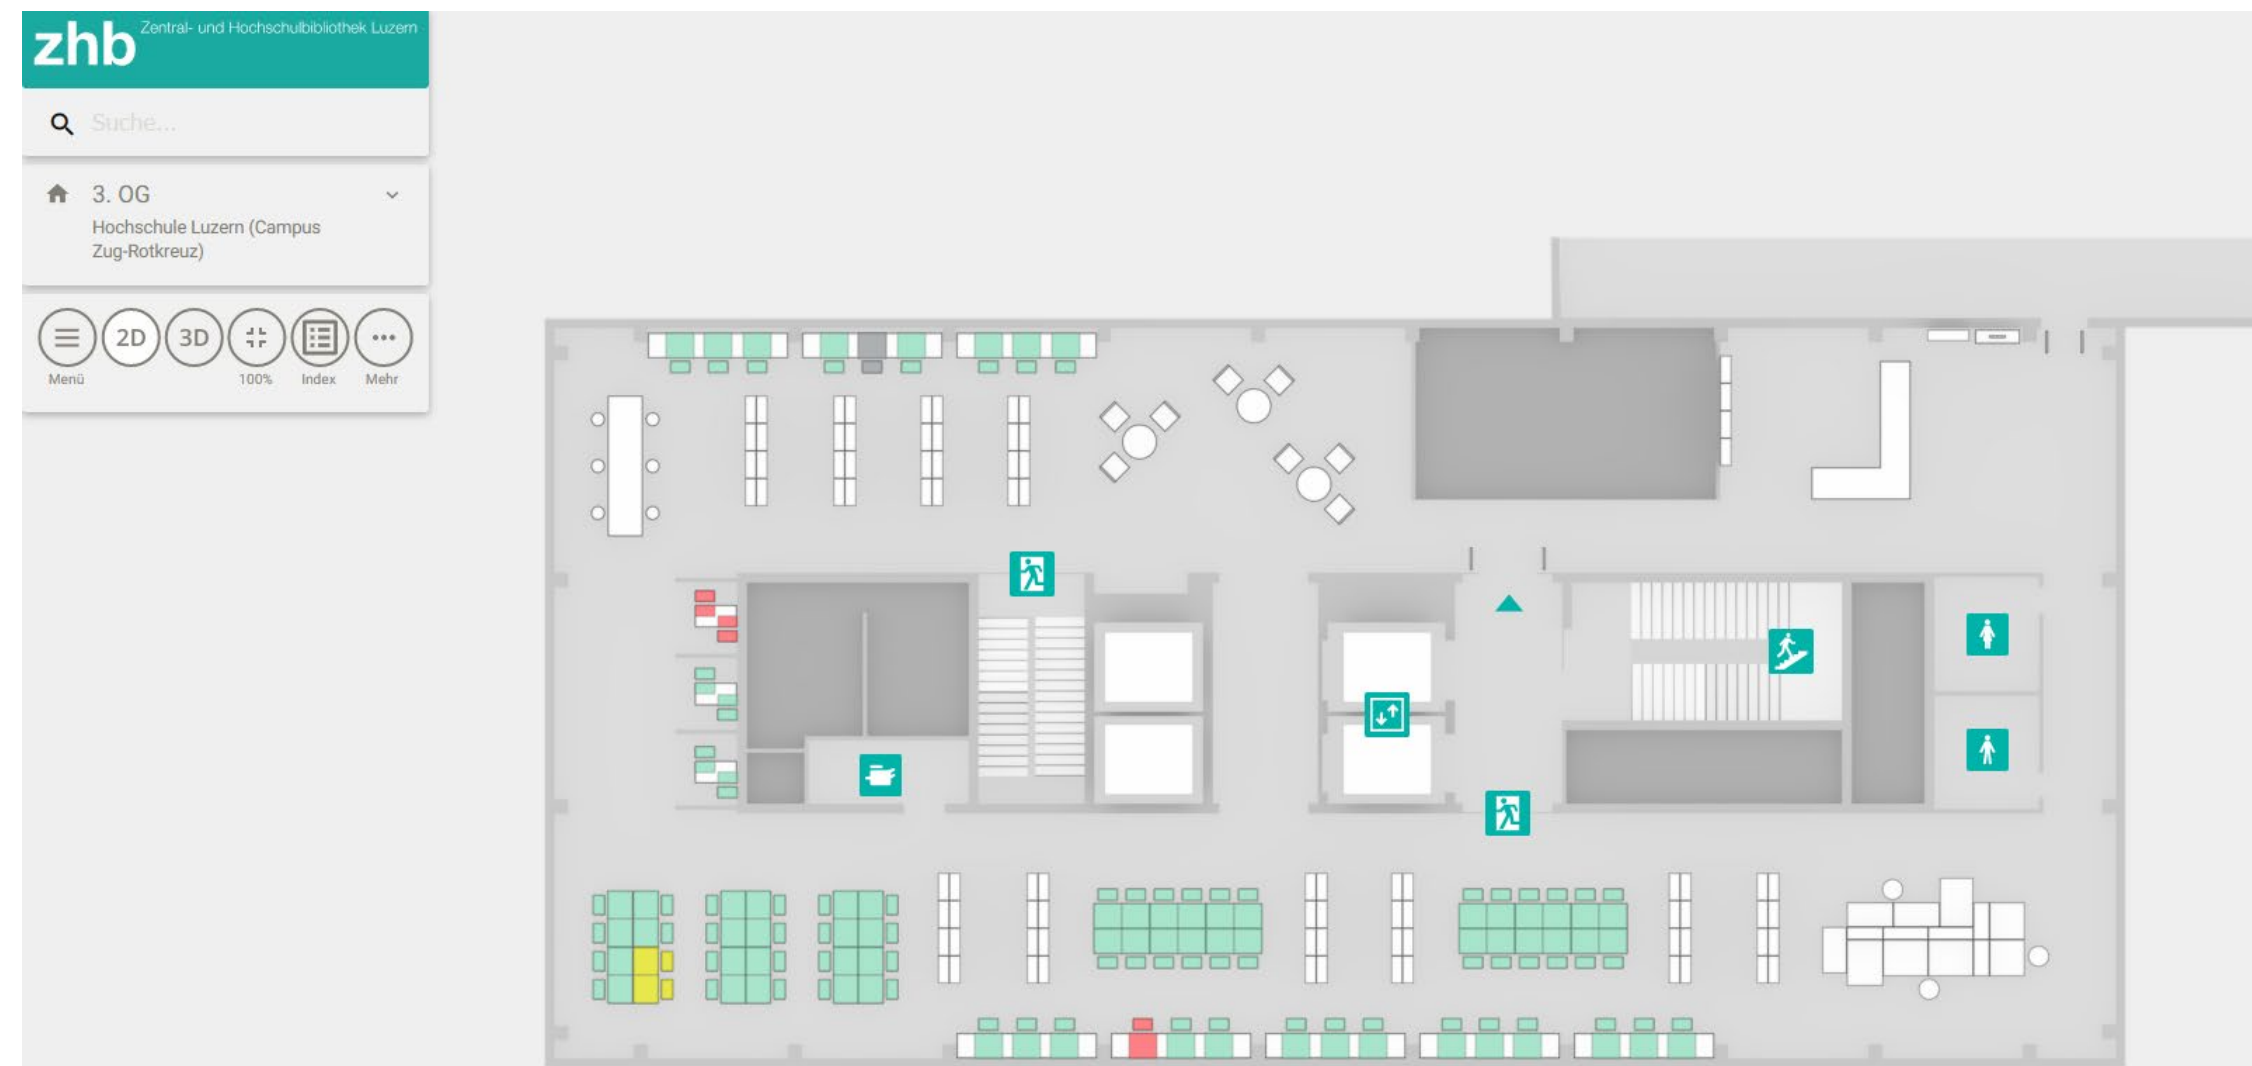 zhb Zentral- und Hochschulbibliothek Luzern
Suche...
3. OG
Hochschule Luzern (Campus
Zug-Rotkreuz)
2D 3D
Menü 100% Index Mehr